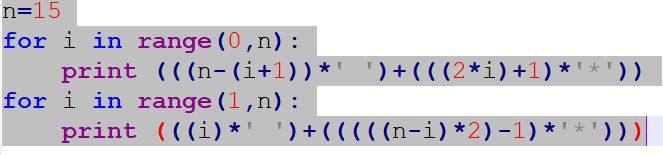 n=15
for i in range(0,n):
    print (((n-(i+1))*' ')+(((2*i)+1)*'*'))
for i in range(1,n):
    print (((i)*' ')+(((((n-i)*2)-1)*'*')))